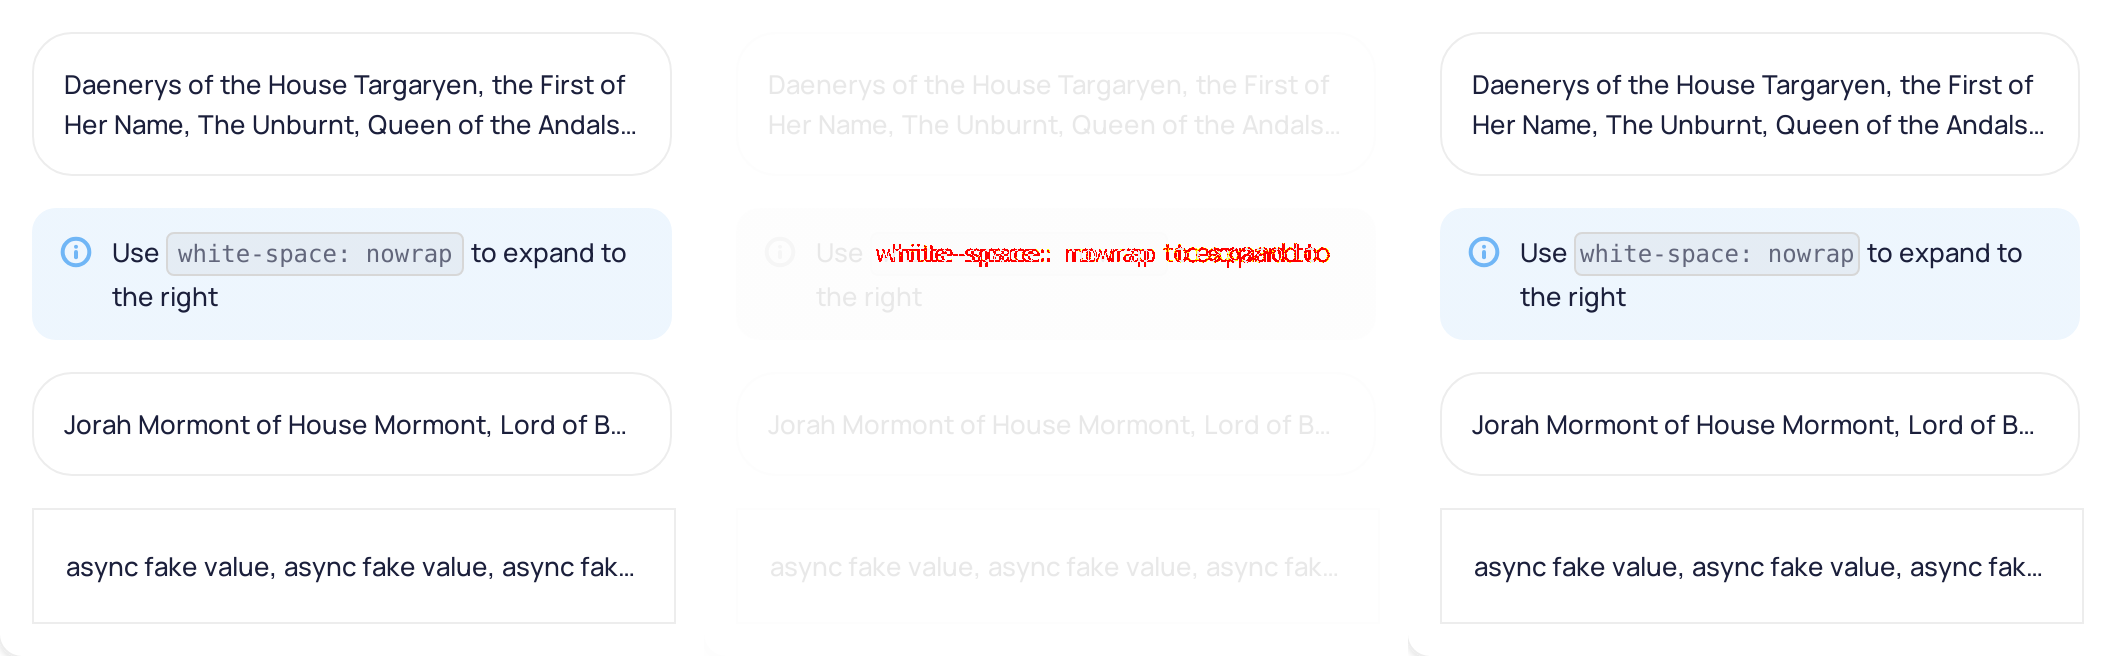 Daenerys of the House Targaryen, the First of
Her Name, The Unburnt, Queen of the Andals...
Use white-space: nowrap to expand to
the right
Jorah Mormont of House Mormont, Lord of B...
async fake value, async fake value, async fak...
Daenerys of the House Targaryen, the First of
Her Name, The Unburnt, Queen of the Andals...
Use white-space: nowrap to expand to
the right
Jorah Mormont of House Mormont, Lord of B...
async fake value, async fake value, async fak...
Daenerys of the House Targaryen, the First of
Her Name, The Unburnt, Queen of the Andals...
Use white-space: nowrap to expand to
the right
Jorah Mormont of House Mormont, Lord of B...
async fake value, async fake value, async fak...